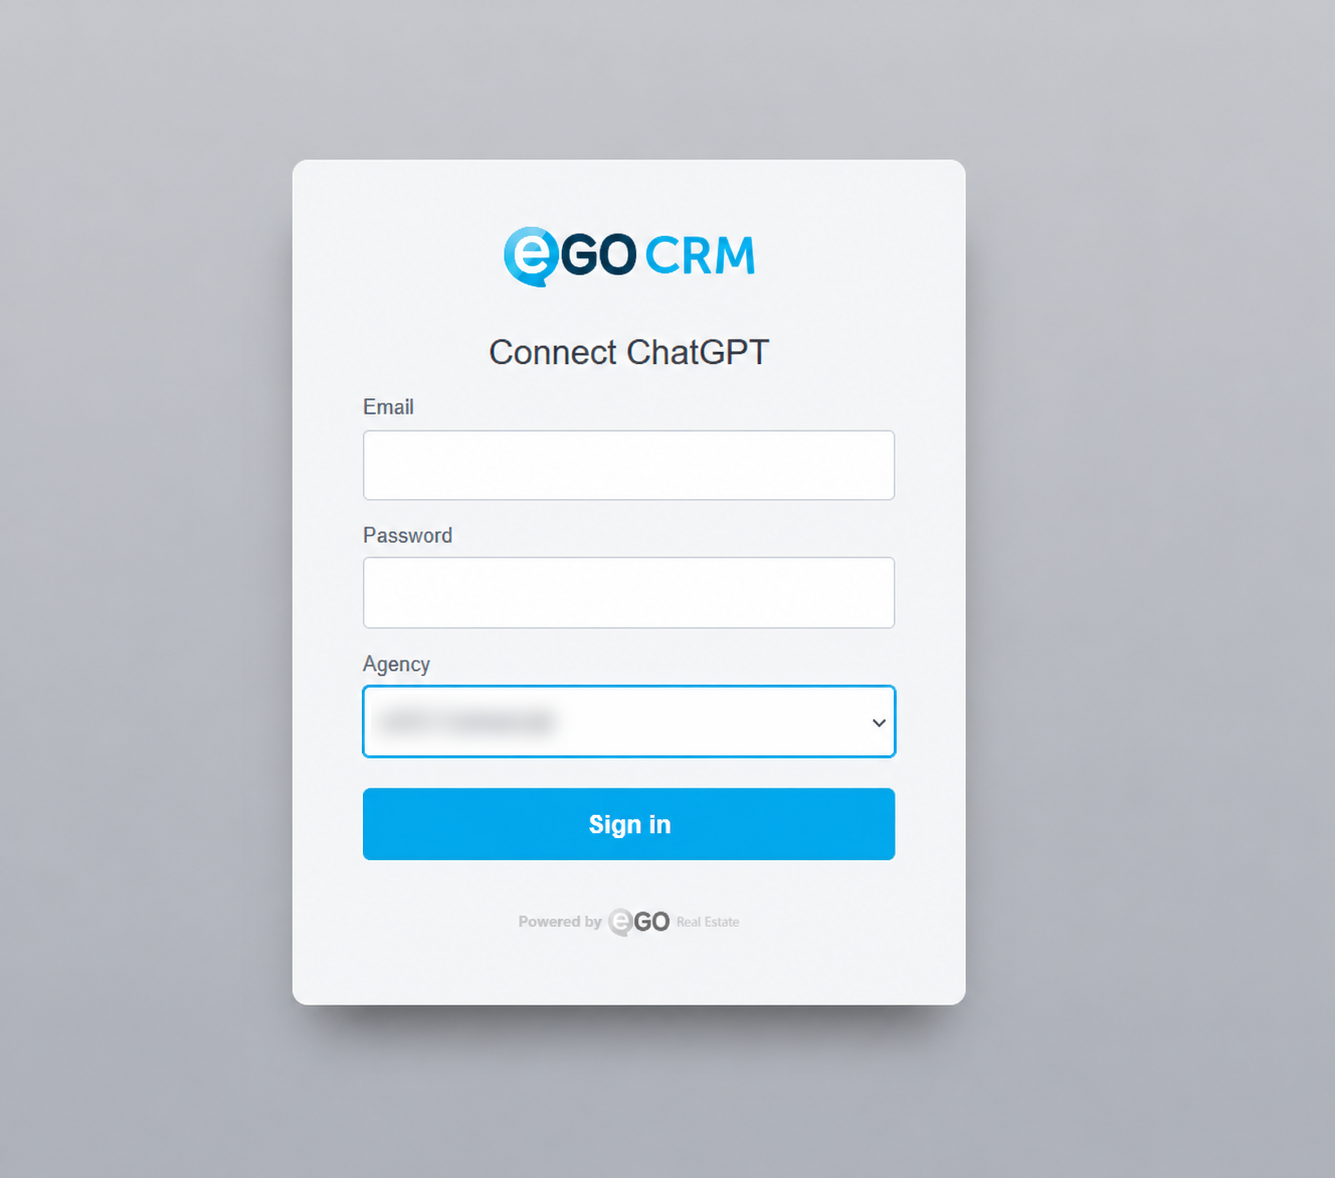 eGO CRM
Connect ChatGPT
Email
Password
Agency
Sign in
Powered by eGO Real Estate